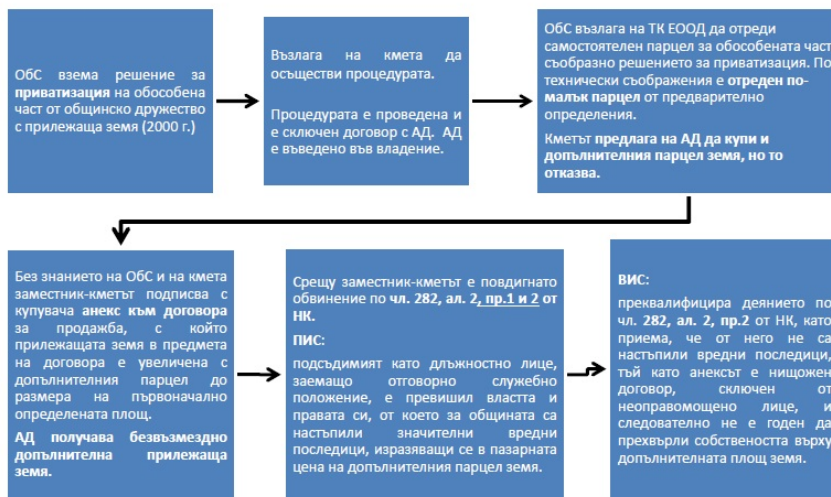 ОбС взема решение за
приватизация на обособена
част от общинско дружество
с прилежаща земя (2000 г.)
Възлага на кмета да
осъществи процедурата.
Процедурата е проведена и
е сключен договор с АД. АД
е въведено във владение.
ОбС възлага на ТК ЕООД да отреди
самостоятелен парцел за обособената част
съобразно решението за приватизация. По
технически съображения е отреден по-
малък парцел от предварително
определения.
Кметът предлага на АД да купи и
допълнителния парцел земя, но то
отказва.
Без знанието на ОбС и на кмета
заместник-кметът подписва с
купувача анекс към договора
за продажба, с който
прилежащата земя в предмета
на договора е увеличена с
допълнителния парцел до
размера на първоначално
определената площ.
АД получава безвъзмездно
допълнителна прилежаща
земя.
Срещу заместник-кметът е повдигнато
обвинение по чл. 282, ал. 2, пр.1 и 2 от
НК.
ПИС:
подсъдимият като длъжностно лице,
заемащо отговорно служебно
положение, е превишил властта и
правата си, от което за общината са
настъпили значителни вредни
последици, изразяващи се в пазарната
цена на допълнителния парцел земя.
ВИС:
преквалифицира деянието по
чл. 282, ал. 2, пр.2 от НК, като
приема, че от него не са
настъпили вредни последици,
тъй като анексът е нищожен
договор, сключен от
неоправомощено лице, и
следователно не е годен да
прехвърли собствеността върху
допълнителната площ земя.